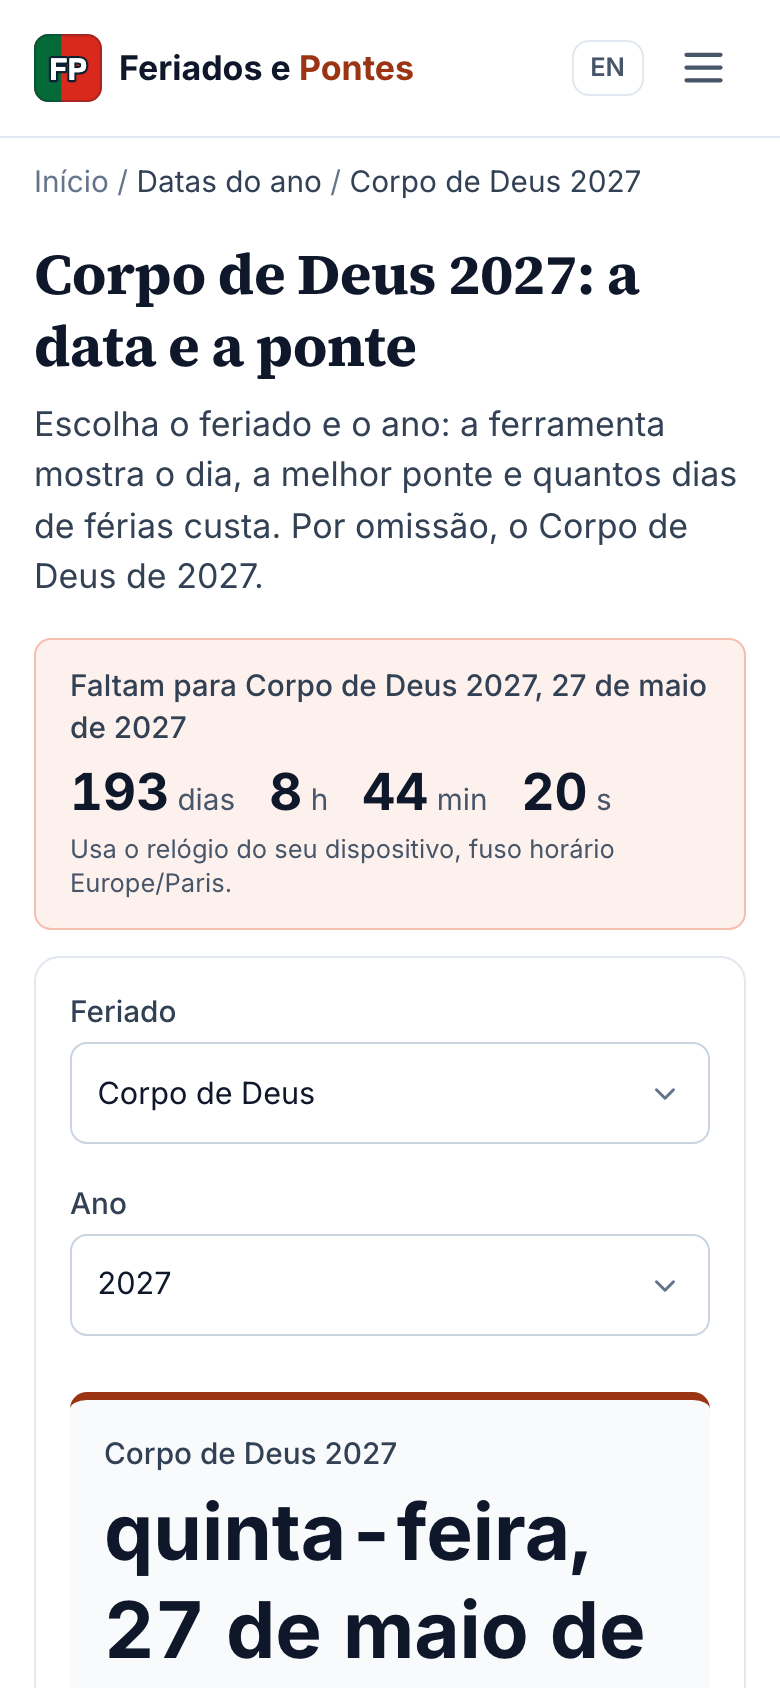 FP Feriados e Pontes EN
Início / Datas do ano / Corpo de Deus 2027
Corpo de Deus 2027: a
data e a ponte
Escolha o feriado e o ano: a ferramenta
mostra o dia, a melhor ponte e quantos dias
de férias custa. Por omissão, o Corpo de
Deus de 2027.
Faltam para Corpo de Deus 2027, 27 de maio
de 2027
193 dias 8 h 44 min 20 s
Usa o relógio do seu dispositivo, fuso horário
Europe/Paris.
Feriado
Corpo de Deus
Ano
2027
Corpo de Deus 2027
quinta-feira,
27 de maio de